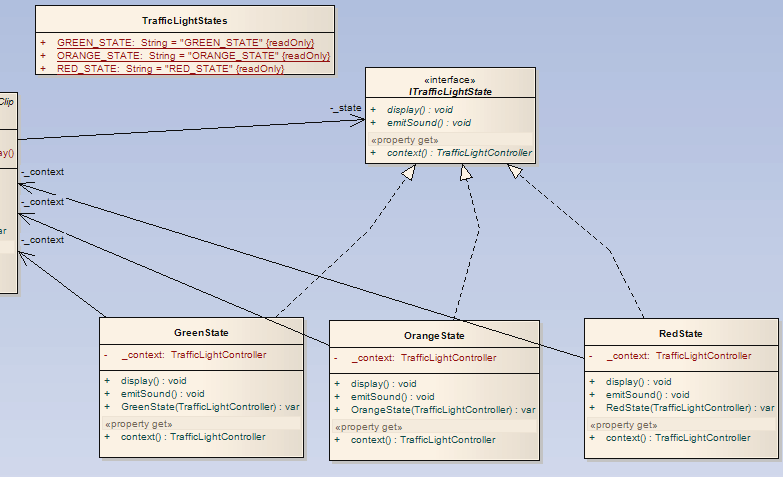 TrafficLightStates
+ GREEN_STATE: String = "GREEN_STATE" {readOnly}
+ ORANGE_STATE: String = "ORANGE_STATE" {readOnly}
+ RED_STATE: String = "RED_STATE" {readOnly}
«interface»
ITrafficLightState
+ display() : void
+ emitSound() : void
«property get»
+ context() : TrafficLightController
Clip
ay()
ar
-_state
-_context
-_context
-_context
GreenState
- _context: TrafficLightController
+ display() : void
+ emitSound() : void
+ GreenState(TrafficLightController) : var
«property get»
+ context() : TrafficLightController
OrangeState
- _context: TrafficLightController
+ display() : void
+ emitSound() : void
+ OrangeState(TrafficLightController) : var
«property get»
+ context() : TrafficLightController
RedState
- _context: TrafficLightController
+ display() : void
+ emitSound() : void
+ RedState(TrafficLightController) : var
«property get»
+ context() : TrafficLightController